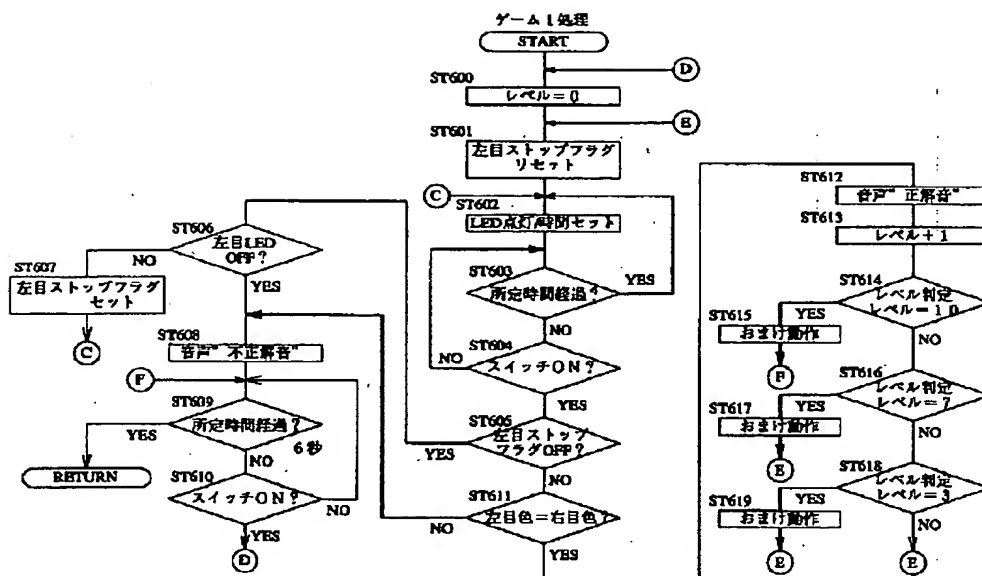 ゲーム1処理
START
D
ST600
レベル=0
E
ST601
左目ストップフラグ
リセット
C
ST602
LED点灯時間セット
ST603
所定時間経過?
YES
NO
ST604
スイッチON?
NO
YES
ST605
左目ストップ
フラグOFF?
YES
NO
ST611
左目色=右目色?
NO
YES
ST606
左目LED
OFF?
NO
YES
ST607
左目ストップフラグ
セット
C
ST608
音声"不正解音"
F
ST609
所定時間経過?
6秒
YES
NO
RETURN
ST610
スイッチON?
NO
YES
D
ST612
音声"正解音"
ST613
レベル+1
ST614
レベル判定
レベル=10
YES
NO
ST615
おまけ動作
F
ST616
レベル判定
レベル=7
YES
NO
ST617
おまけ動作
E
ST618
レベル判定
レベル=3
YES
NO
ST619
おまけ動作
E
E